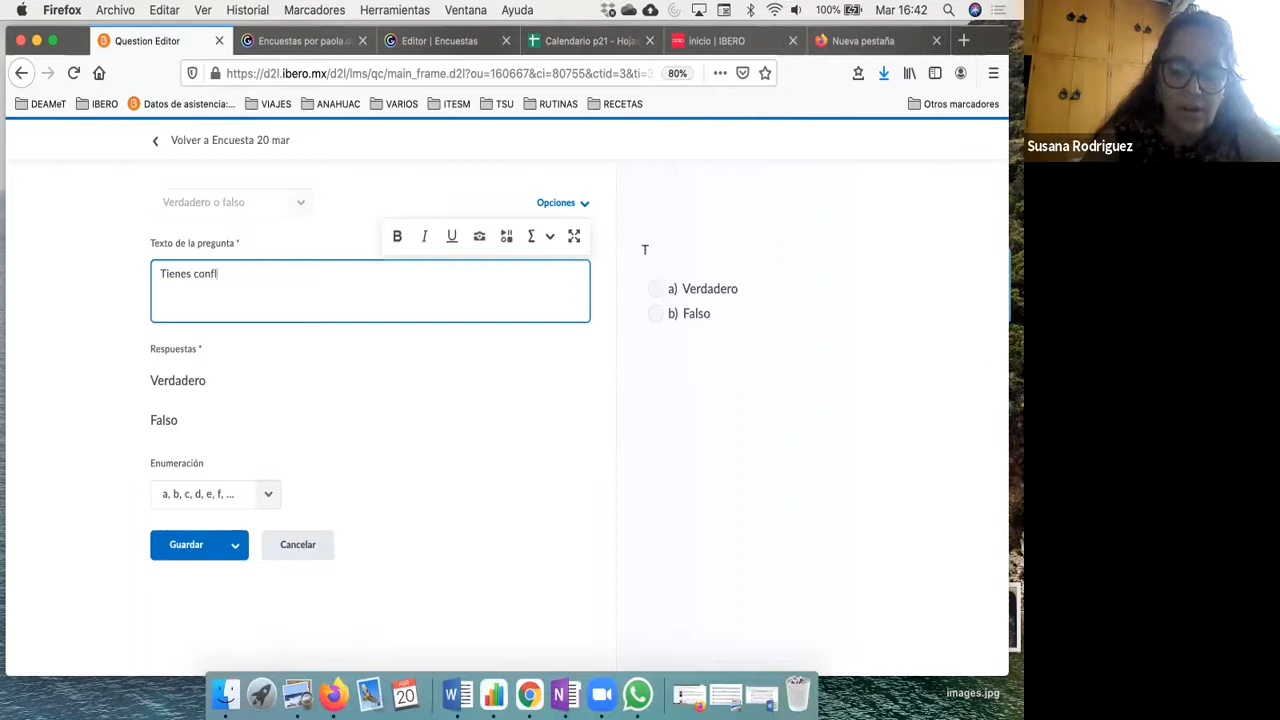 Firefox Archivo Editar Ver Historial Marcadores Herramientas Ventana Ayuda 100% Mar 16:42
Question Editor Encuestas por paola.d Editor | Encuestas Calendario p21 - Hojas inicio | IBERO Nueva pestaña
https://d2l.ibero.mx/d2l/lms/qc/main_frame.d2l?ou=160667&ci=80755&ctid=3&ti=3 80%
DEAMeT IBERO Datos de asistencia:... VIAJES ANAHUAC VARIOS ITESM TSU RUTINAS RECETAS Otros marcadores
Susana Rodriguez
Volver a Encuesta 20 mar
Verdadero o falso
Opciones
B I U Σ
Texto de la pregunta *
T
Tienes confl
a) Verdadero
b) Falso
Respuestas *
Verdadero
Falso
Enumeración
a, b, c, d, e, f, ...
Guardar Cancelar
20
images.jpg